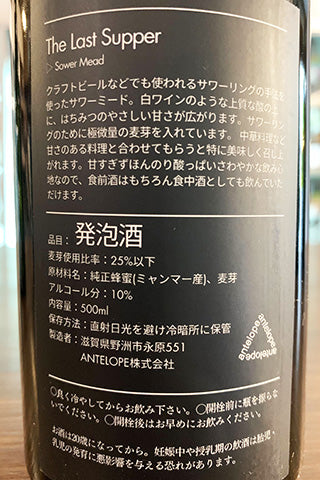 The Last Supper
▷ Sower Mead
クラフトビールなどでも使われるサワーリングの手法を
使ったサワーミード。白ワインのような上質な酸の上
に、はちみつのやさしい甘さが広がります。サワーリン
グのために極微量の麦芽を入れています。 中華料理など
甘さのある料理と合わせてもらうと特に美味しく召し上
がれます。甘すぎずほんのり酸っぱいさわやかな飲み心
地なので、食前酒はもちろん食中酒としても飲んでいた
だけます。
品目： 発泡酒
麦芽使用比率：25%以下
原材料名：純正蜂蜜(ミャンマー産)、麦芽
アルコール分：10%
内容量：500ml
保存方法：直射日光を避け冷暗所に保管
製造者：滋賀県野洲市永原551
ANTELOPE株式会社
antelope antelope antelope
○良く冷やしてからお飲み下さい。○開栓前に瓶を振らな
いでください。○開栓後はお早めにお飲みください。
お酒は20歳になってから。妊娠中や授乳期の飲酒は胎児・
乳児の発育に悪影響を与える恐れがあります。